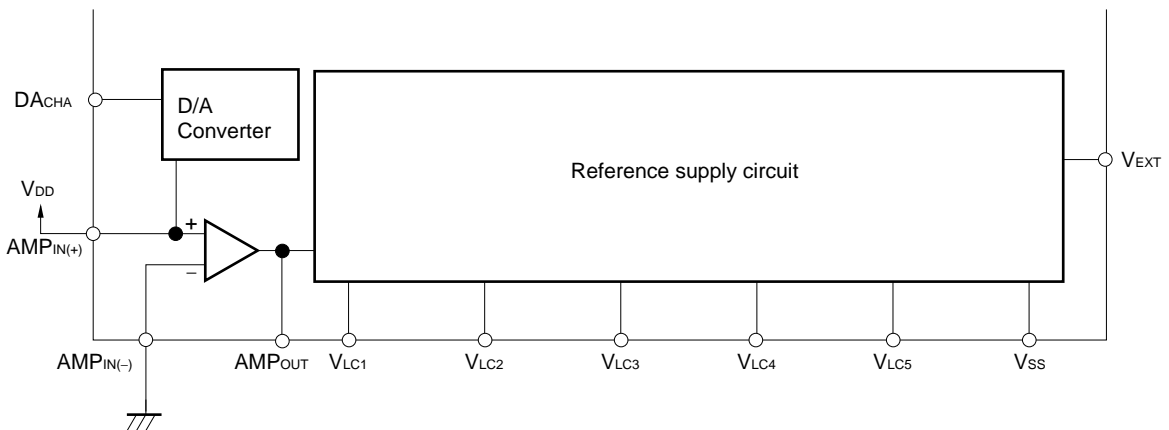 DACHA
D/A
Converter
Reference supply circuit
VEXT
VDD
+
AMPIN(+)
−
AMPIN(−)
AMPOUT
VLC1
VLC2
VLC3
VLC4
VLC5
VSS